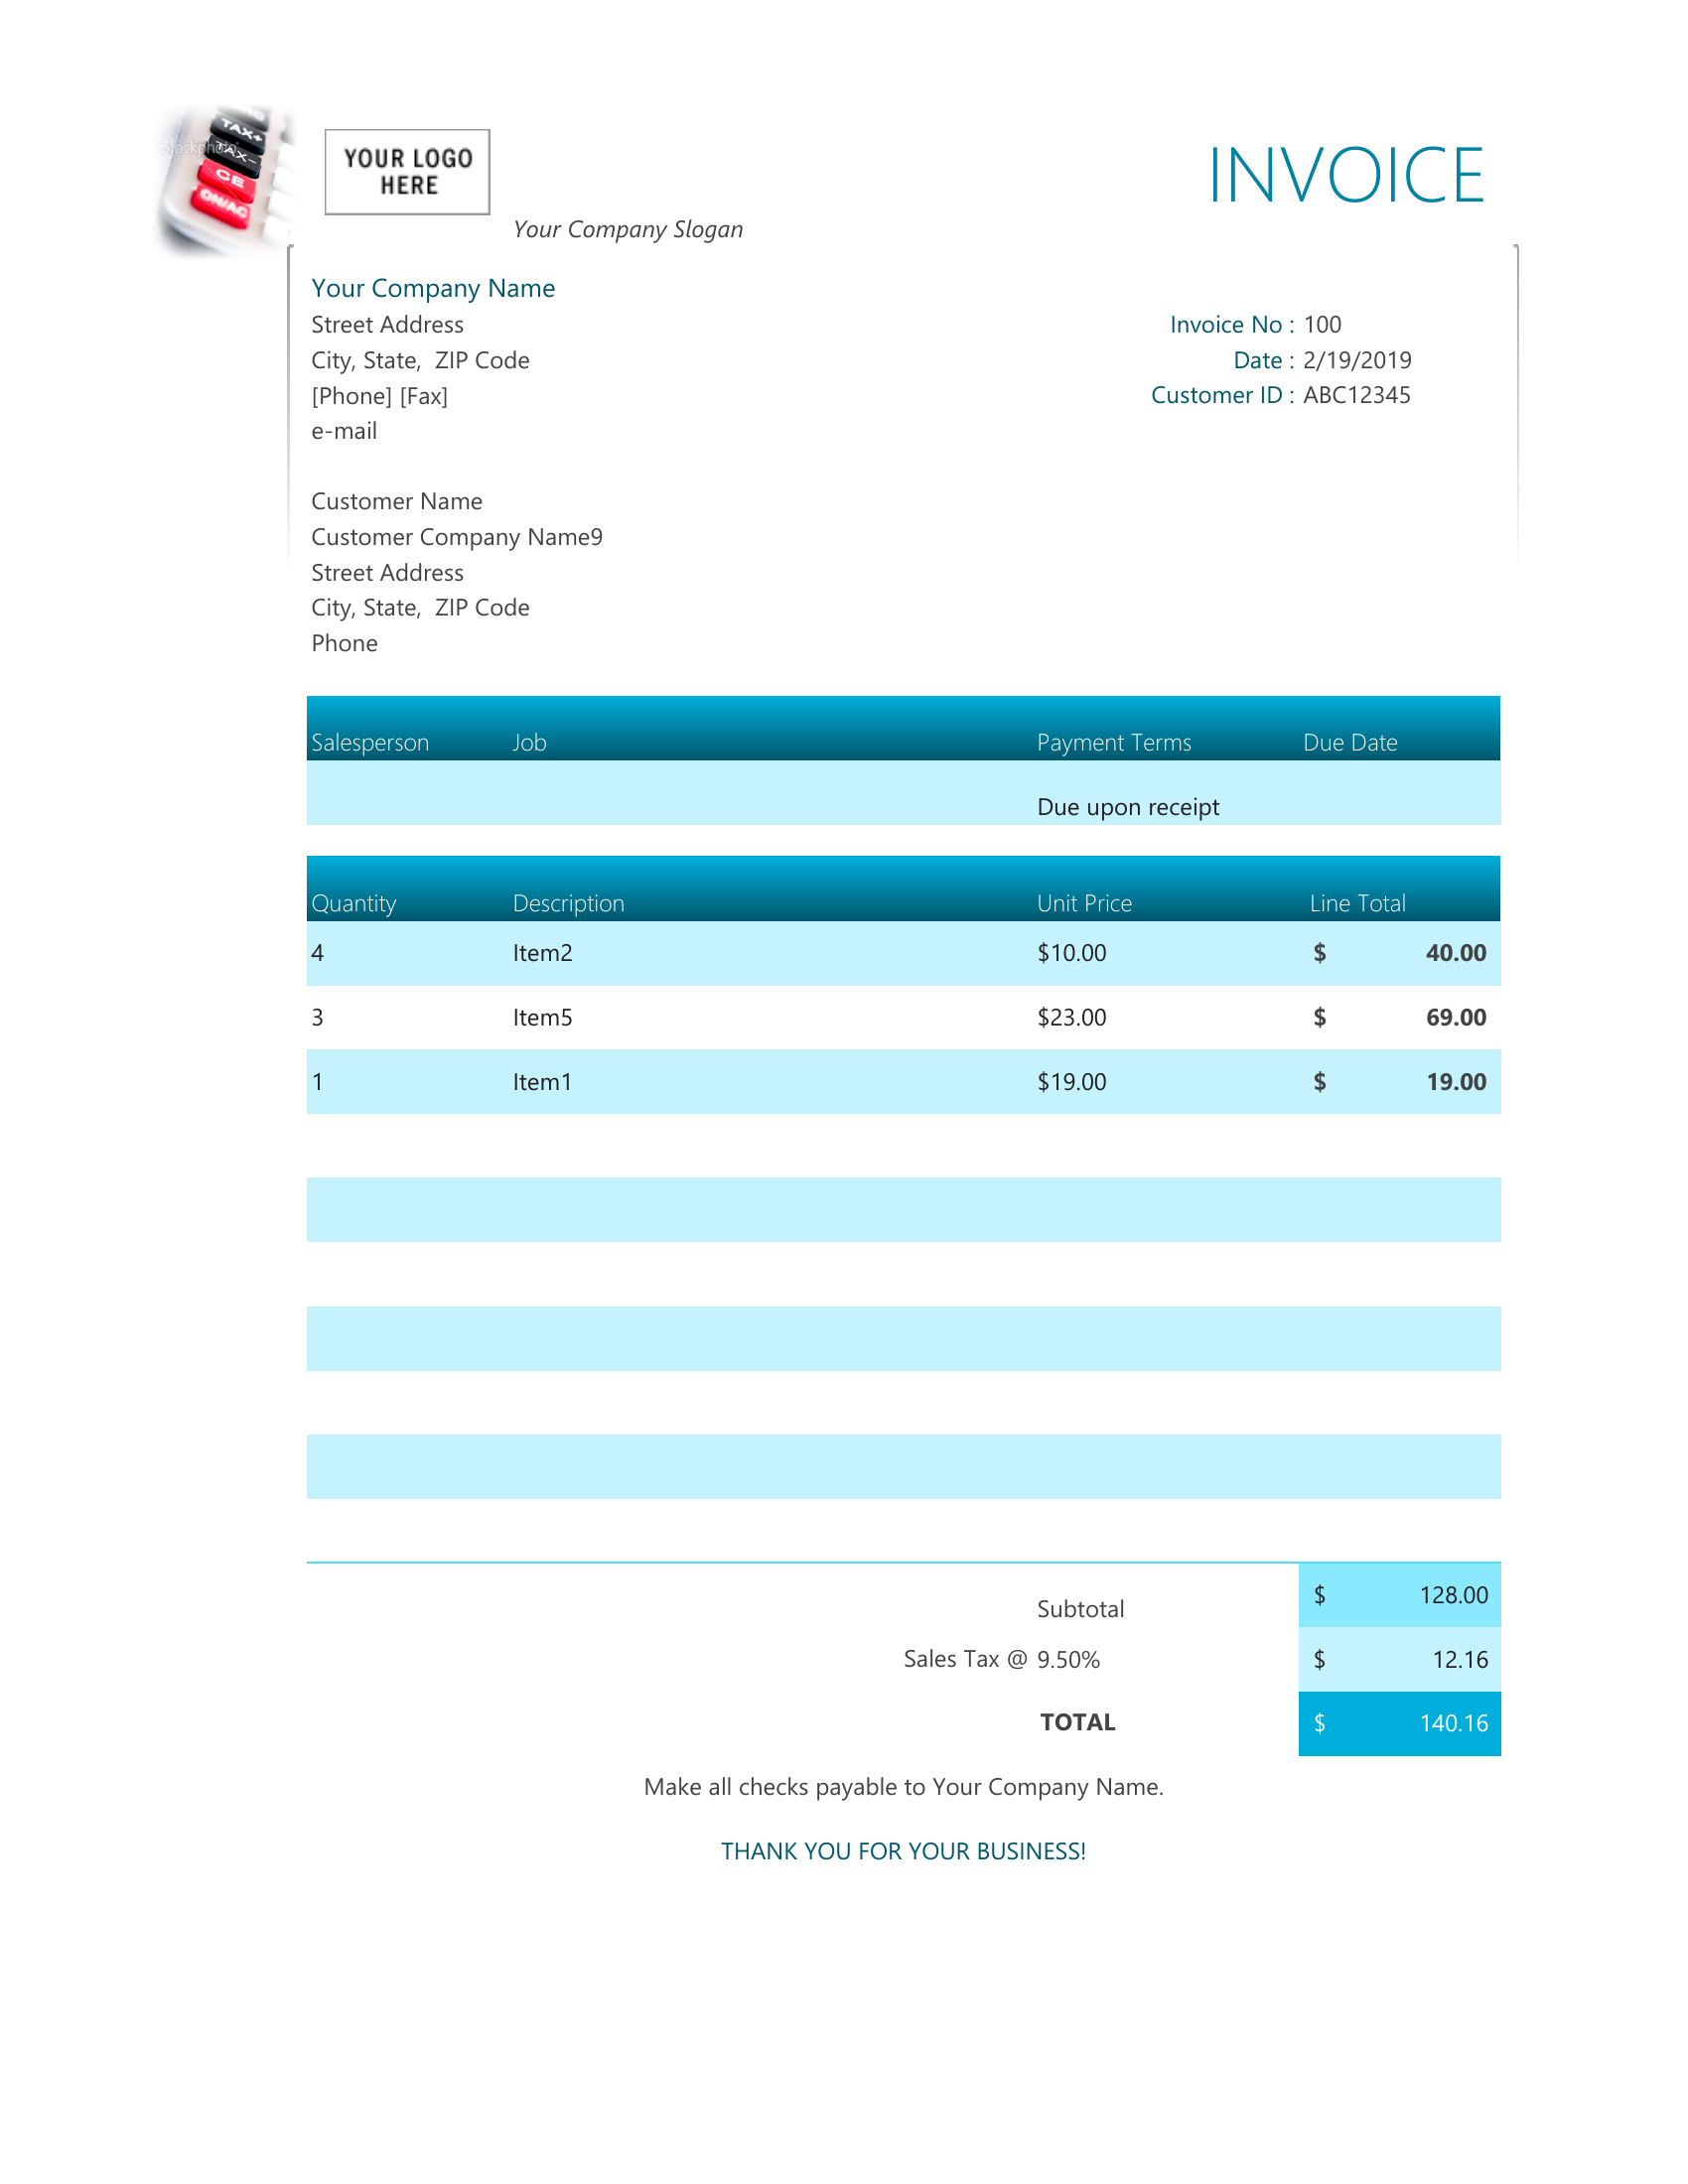 TAX+
TAX-
CE
ON/AC
YOUR LOGO
HERE
INVOICE
Your Company Slogan
Your Company Name
Street Address
City, State,  ZIP Code
[Phone] [Fax]
e-mail
Invoice No : 100
Date : 2/19/2019
Customer ID : ABC12345
Customer Name
Customer Company Name9
Street Address
City, State,  ZIP Code
Phone
Salesperson Job Payment Terms Due Date
Due upon receipt
Quantity Description Unit Price Line Total
4 Item2 $10.00 $ 40.00
3 Item5 $23.00 $ 69.00
1 Item1 $19.00 $ 19.00
Subtotal $ 128.00
Sales Tax @ 9.50% $ 12.16
TOTAL $ 140.16
Make all checks payable to Your Company Name.
THANK YOU FOR YOUR BUSINESS!